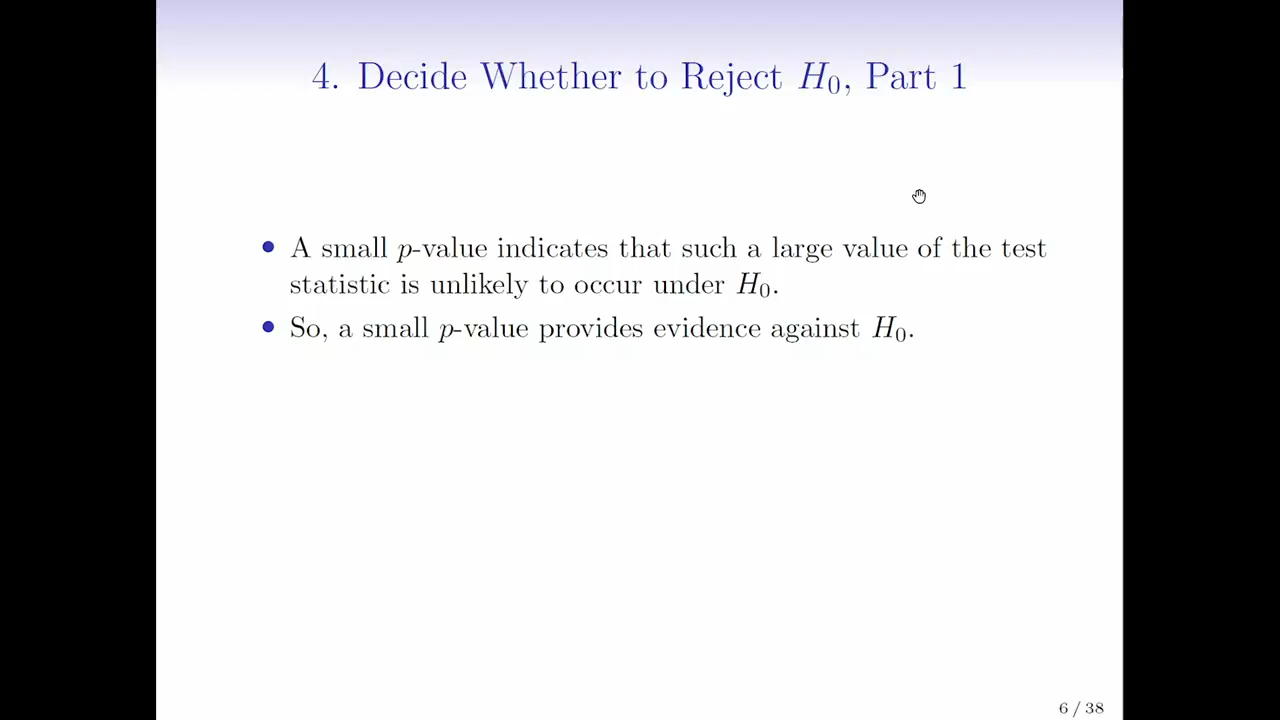 4. Decide Whether to Reject H₀, Part 1
• A small p-value indicates that such a large value of the test
statistic is unlikely to occur under H₀.
• So, a small p-value provides evidence against H₀.
6 / 38